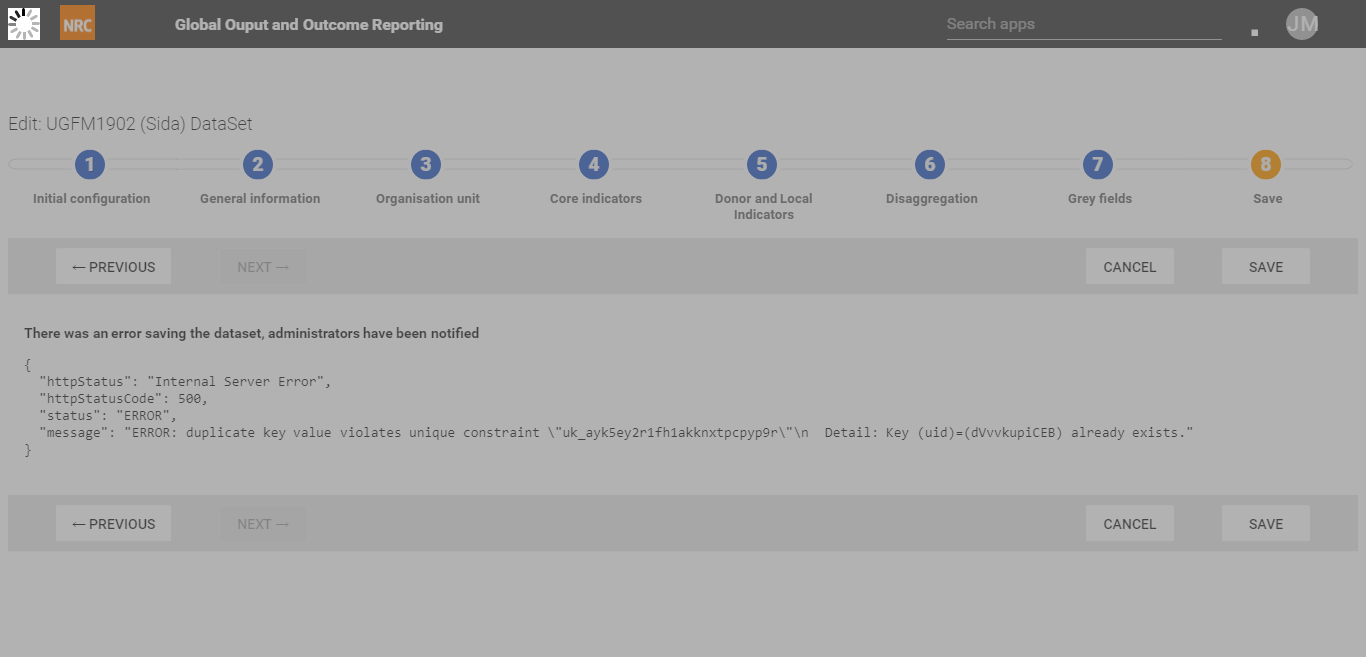 NRC Global Ouput and Outcome Reporting Search apps JM
Edit: UGFM1902 (Sida) DataSet
1 2 3 4 5 6 7 8
Initial configuration General information Organisation unit Core indicators Donor and Local Disaggregation Grey fields Save
Indicators
← PREVIOUS NEXT → CANCEL SAVE
There was an error saving the dataset, administrators have been notified
{
"httpStatus": "Internal Server Error",
"httpStatusCode": 500,
"status": "ERROR",
"message": "ERROR: duplicate key value violates unique constraint \"uk_ayk5ey2r1fh1akknxtpcpyp9r\"\n Detail: Key (uid)=(dVvvkupiCEB) already exists."
}
← PREVIOUS NEXT → CANCEL SAVE